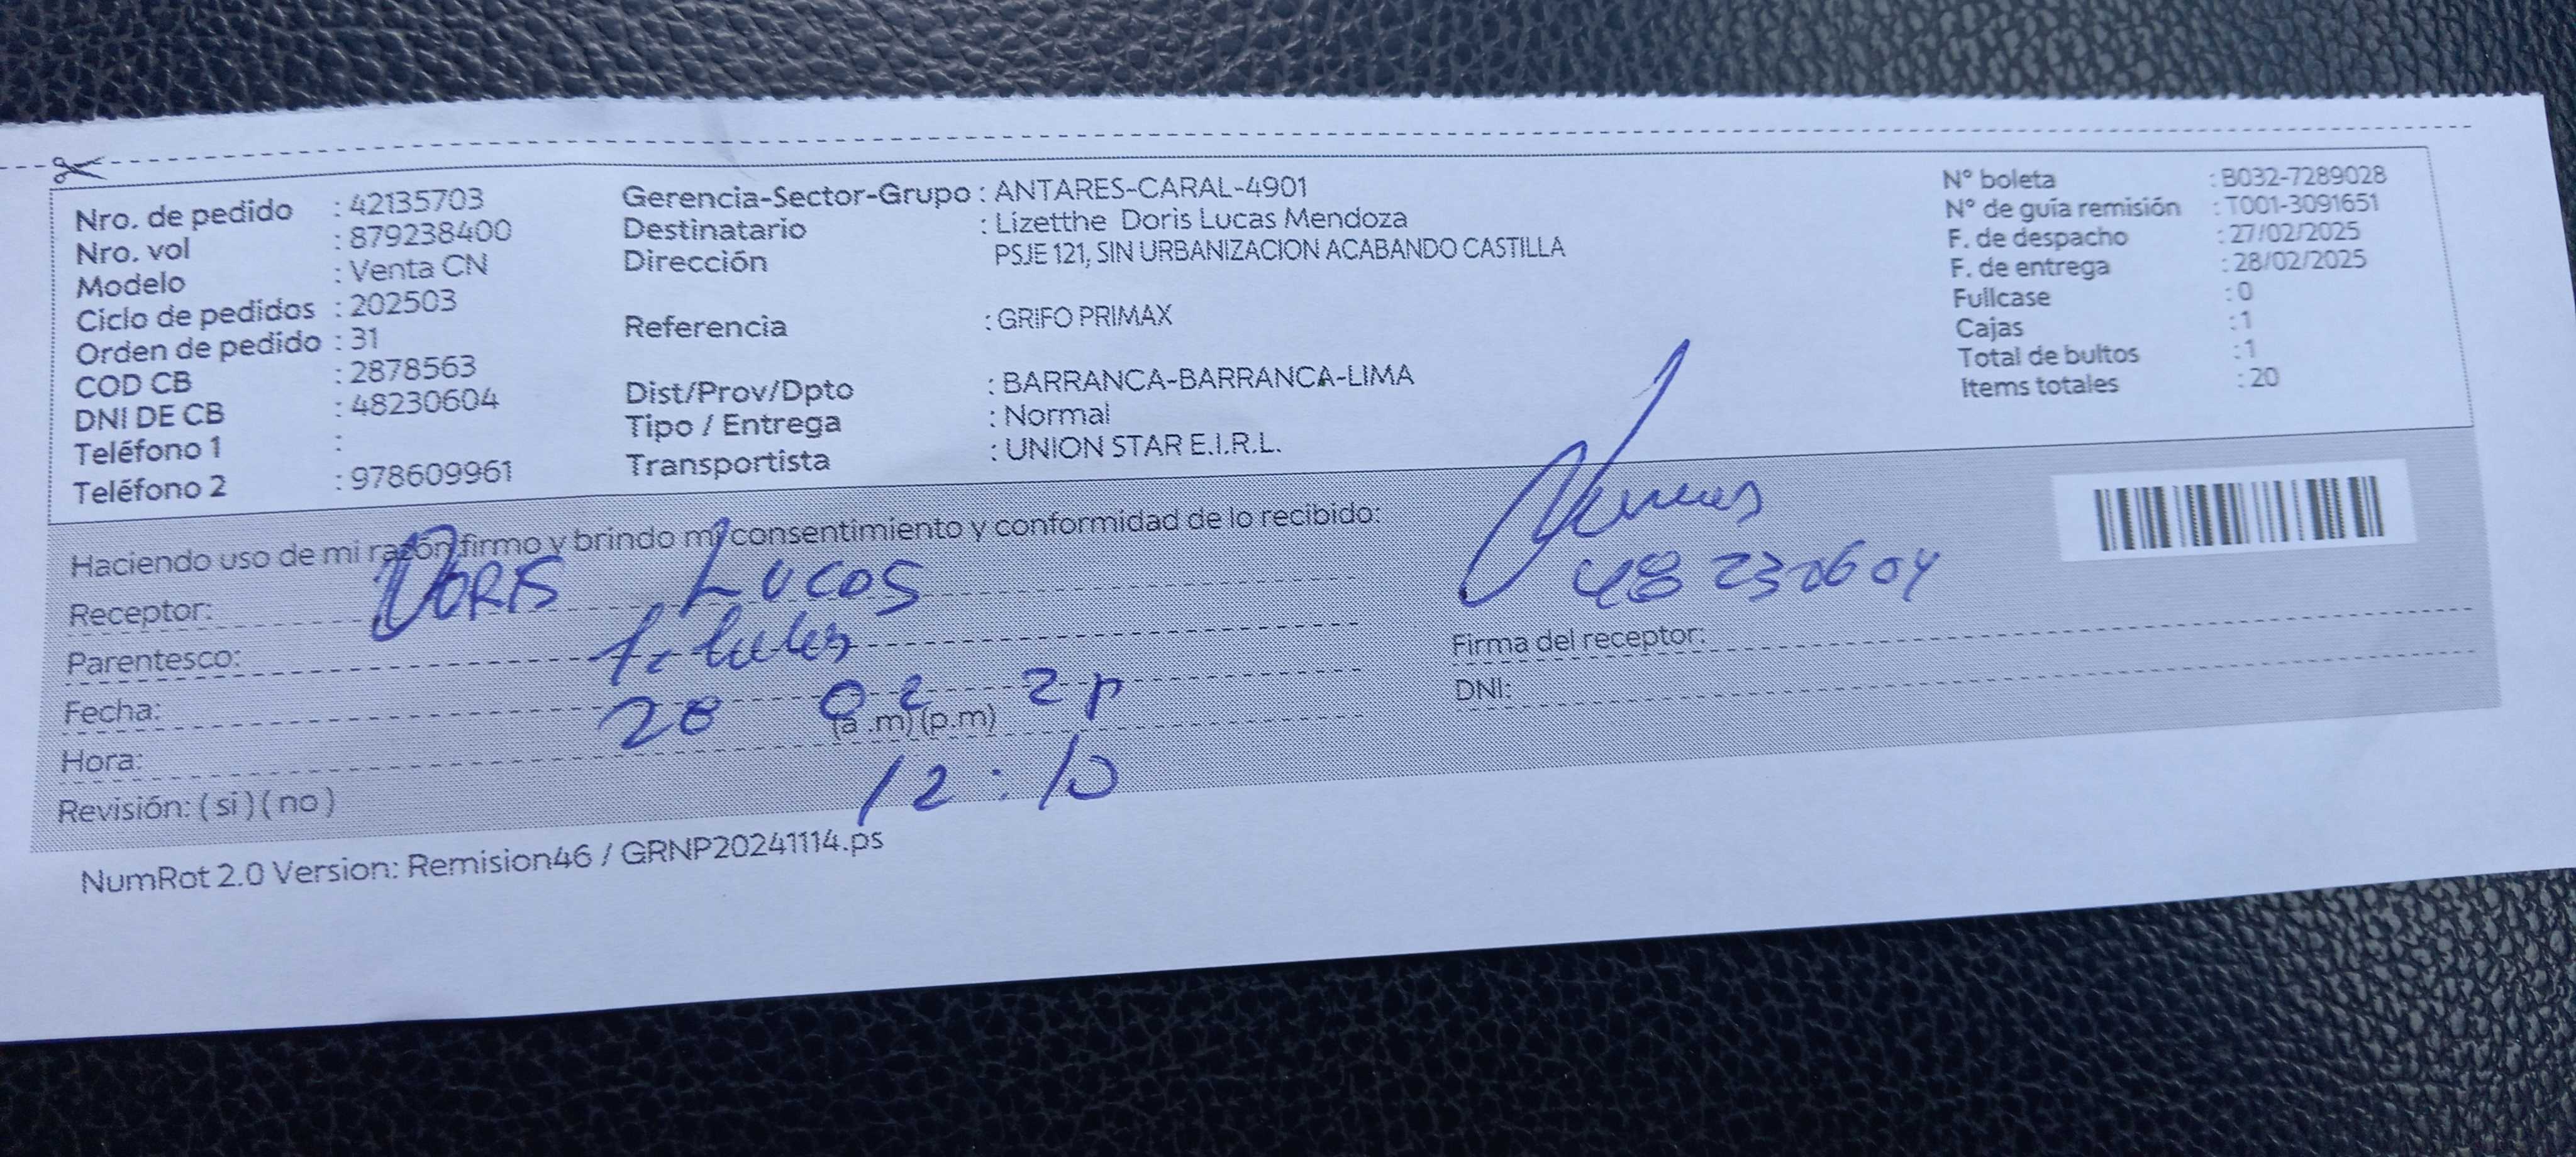 Nro. de pedido : 42135703
Nro. vol : 879238400
Modelo : Venta CN
Ciclo de pedidos : 202503
Orden de pedido : 31
COD CB : 2878563
DNI DE CB : 48230604
Teléfono 1 :
Teléfono 2 : 978609961
Gerencia-Sector-Grupo : ANTARES-CARAL-4901
Destinatario : Lizetthe Doris Lucas Mendoza
Dirección PSJE 121, SIN URBANIZACION ACABANDO CASTILLA
Referencia : GRIFO PRIMAX
Dist/Prov/Dpto : BARRANCA-BARRANCA-LIMA
Tipo / Entrega : Normal
Transportista : UNION STAR E.I.R.L.
N° boleta : B032-7289028
N° de guía remisión : T001-3091651
F. de despacho : 27/02/2025
F. de entrega : 28/02/2025
Fullcase : 0
Cajas : 1
Total de bultos : 1
Items totales : 20
Haciendo uso de mi razón firmo y brindo mi consentimiento y conformidad de lo recibido:
Receptor: DORIS Lucas
Parentesco: titular
Fecha: 28 02
Hora: (a .m) (p.m)
12:10
Revisión: ( si ) ( no )
48230604
Firma del receptor:
DNI:
NumRot 2.0 Version: Remision46 / GRNP20241114.ps